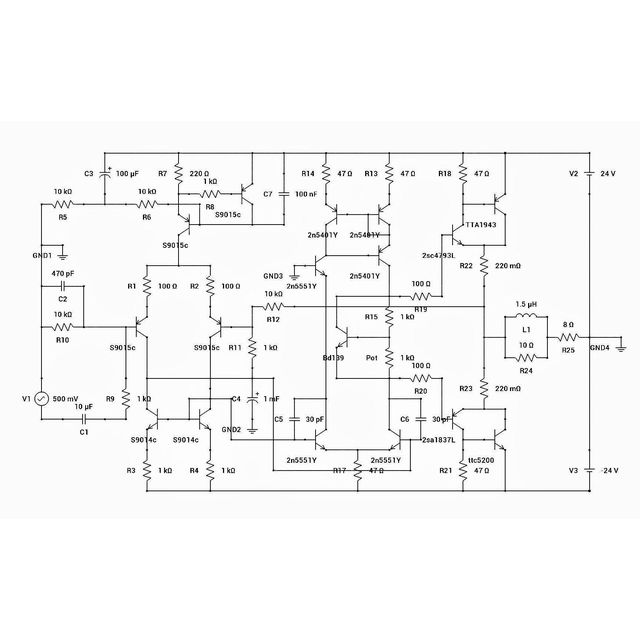 C3 100 μF R7 220 Ω R14 47 Ω R13 47 Ω R18 47 Ω V2 24 V
1 kΩ
10 kΩ 10 kΩ C7 100 nF
R5 R6 R8 S9015c
TTA1943
S9015c 2n5401Y 2n5401Y
GND1 2sc4793L
470 pF GND3 R22 220 mΩ
C2 R1 100 Ω R2 100 Ω 2n5551Y 2n5401Y
10 kΩ 100 Ω
R12 R19 1.5 μH
10 kΩ R15 1 kΩ L1 8 Ω
R10 S9015c S9015c R11 1 kΩ 10 Ω R25 GND4
Bd139 Pot 1 kΩ R24
100 Ω
V1 500 mV R9 1 kΩ C4 1 mF R20 R23 220 mΩ
10 μF
C1 C5 30 pF C6 30 pF
S9014c S9014c GND2 2sa1837L
2n5551Y 2n5551Y ttc5200
R3 1 kΩ R4 1 kΩ R17 47 Ω R21 47 Ω V3 -24 V